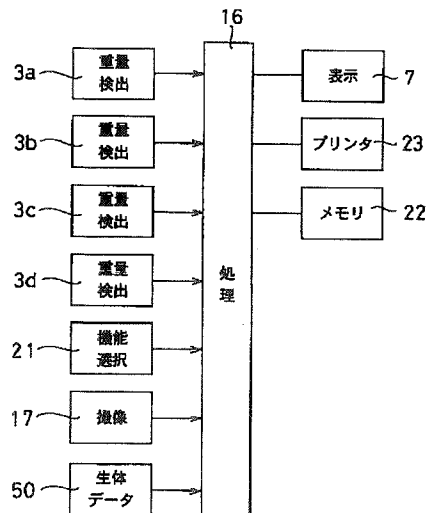 16
3a
重量
検出
3b
重量
検出
3c
重量
検出
3d
重量
検出
21
機能
選択
17
撮像
50
生体
データ
処
理
表示
7
プリンタ
23
メモリ
22